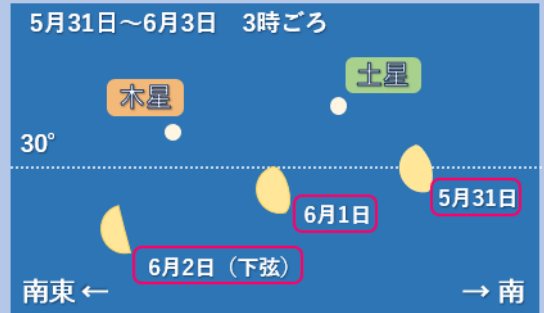 5月31日～6月3日　3時ごろ
土星
木星
30°
5月31日
6月1日
6月2日（下弦）
南東 ←
→ 南